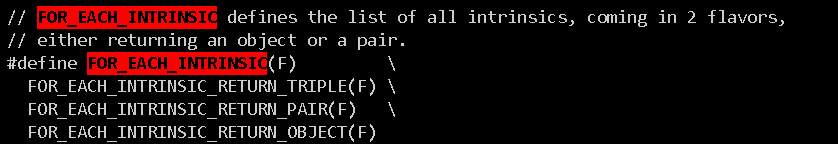 // FOR_EACH_INTRINSIC defines the list of all intrinsics, coming in 2 flavors,
// either returning an object or a pair.
#define FOR_EACH_INTRINSIC(F)         \
  FOR_EACH_INTRINSIC_RETURN_TRIPLE(F) \
  FOR_EACH_INTRINSIC_RETURN_PAIR(F)   \
  FOR_EACH_INTRINSIC_RETURN_OBJECT(F)